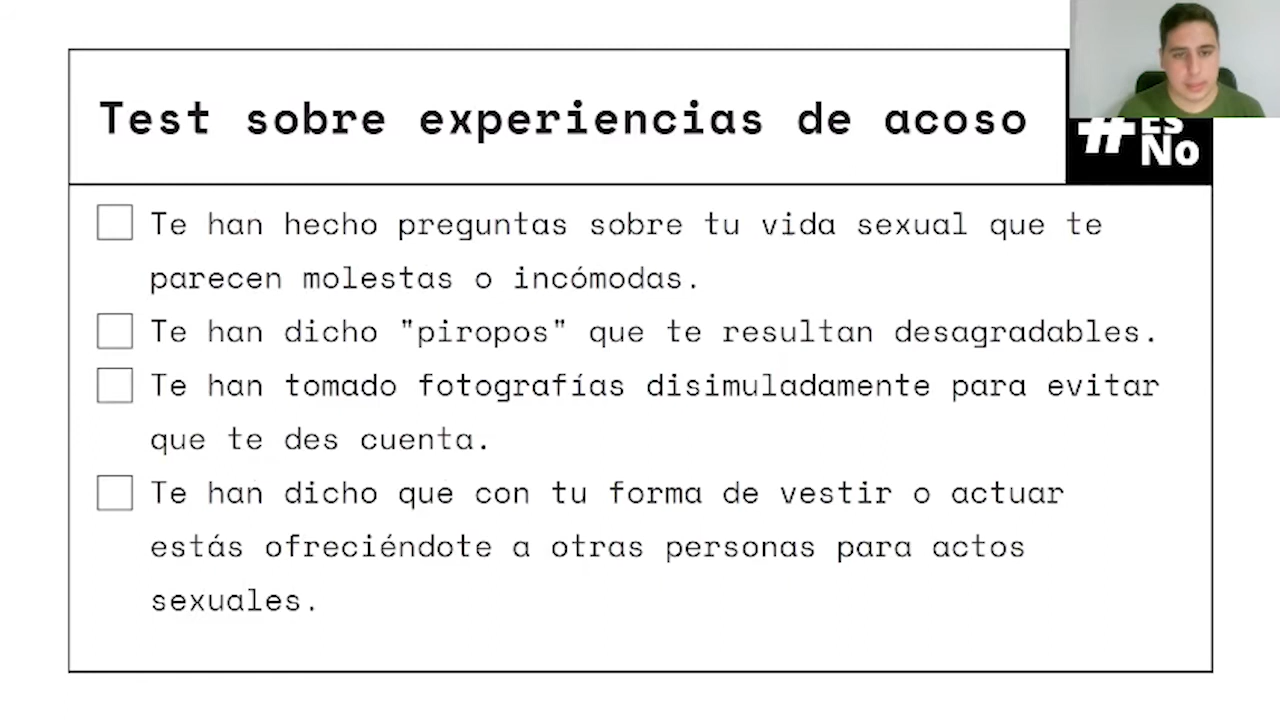 Test sobre experiencias de acoso
#
ES
No
Te han hecho preguntas sobre tu vida sexual que te
parecen molestas o incómodas.
Te han dicho "piropos" que te resultan desagradables.
Te han tomado fotografías disimuladamente para evitar
que te des cuenta.
Te han dicho que con tu forma de vestir o actuar
estás ofreciéndote a otras personas para actos
sexuales.